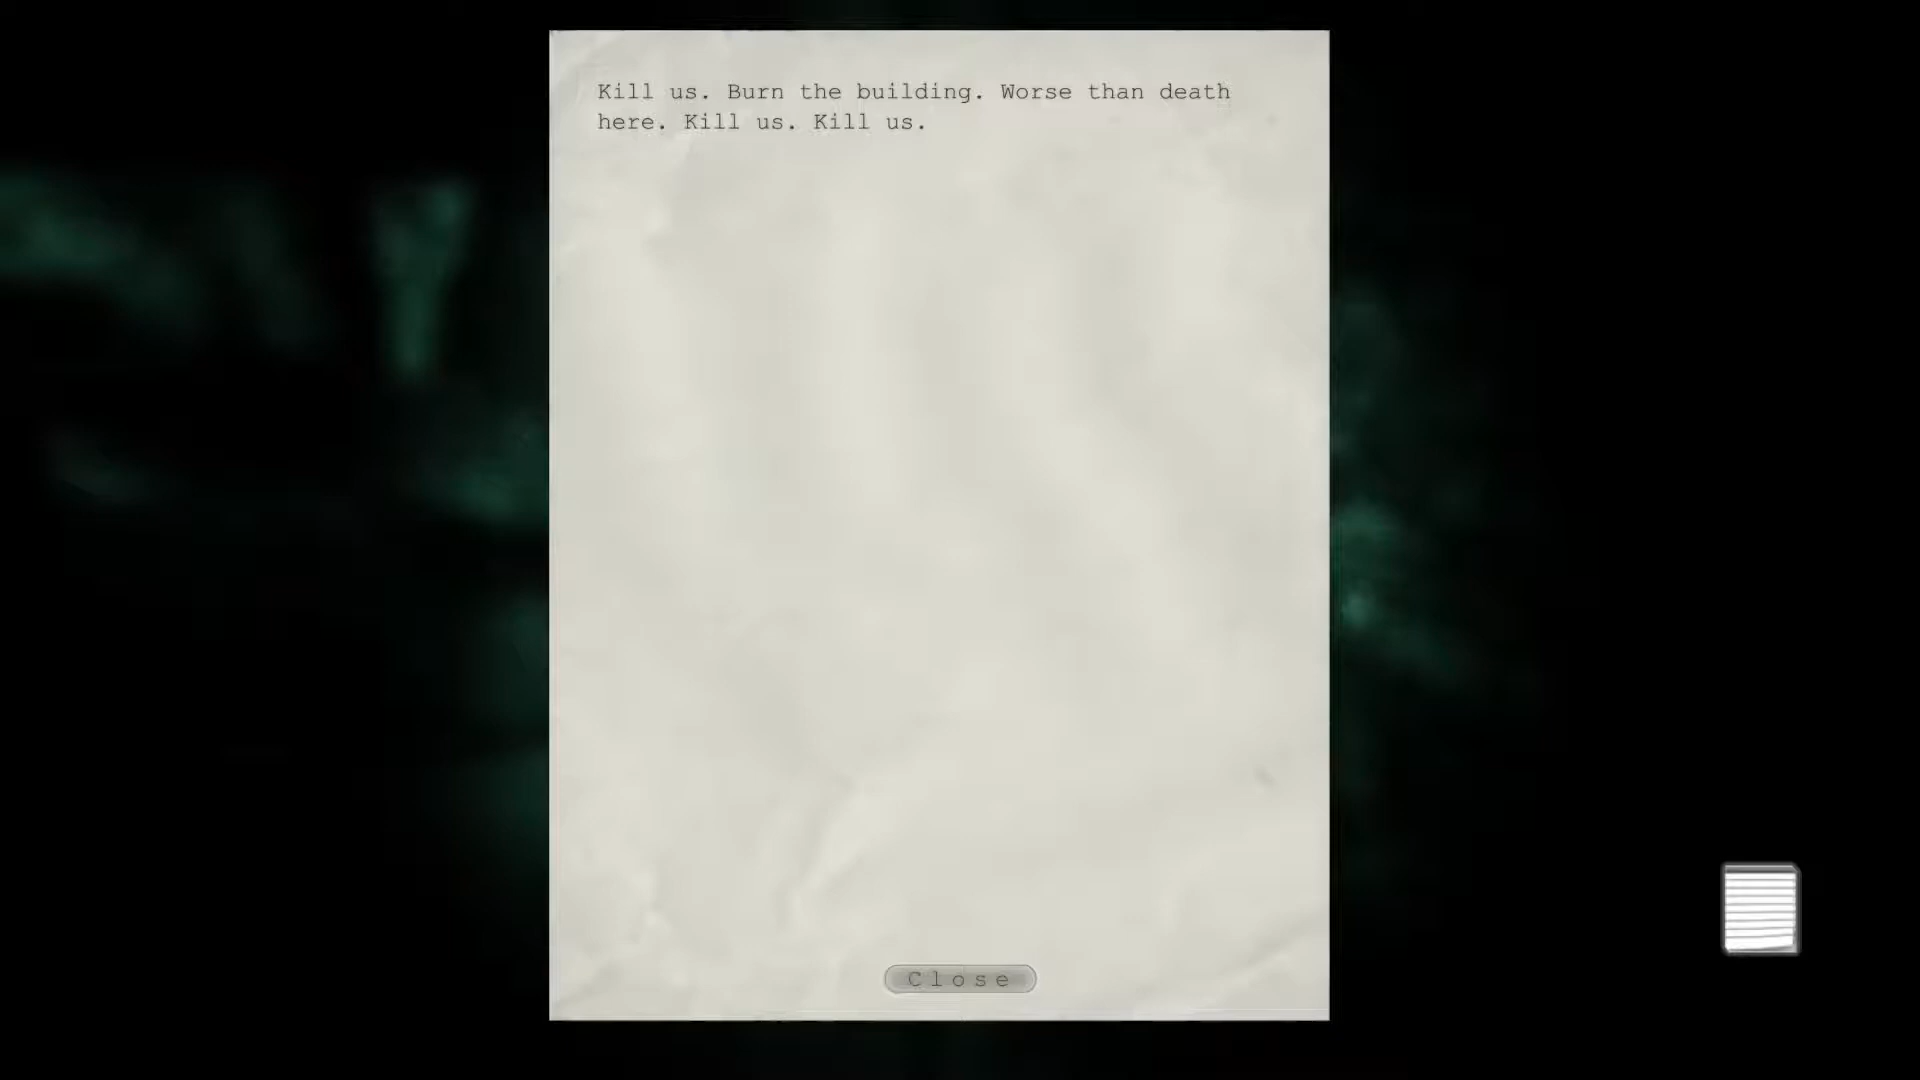 Kill us. Burn the building. Worse than death
here. Kill us. Kill us.
Close